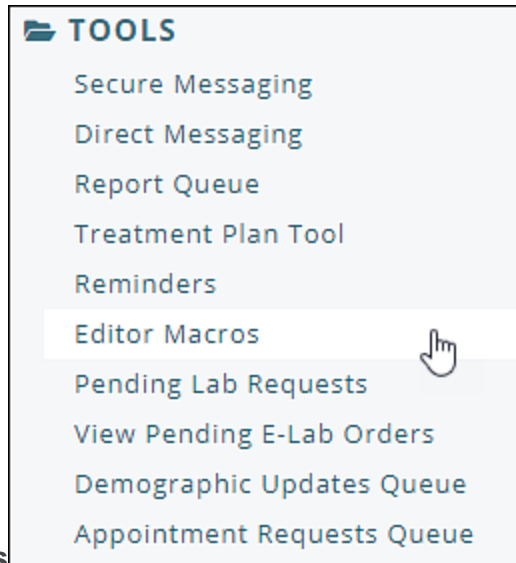 TOOLS
Secure Messaging
Direct Messaging
Report Queue
Treatment Plan Tool
Reminders
Editor Macros
Pending Lab Requests
View Pending E-Lab Orders
Demographic Updates Queue
Appointment Requests Queue
s